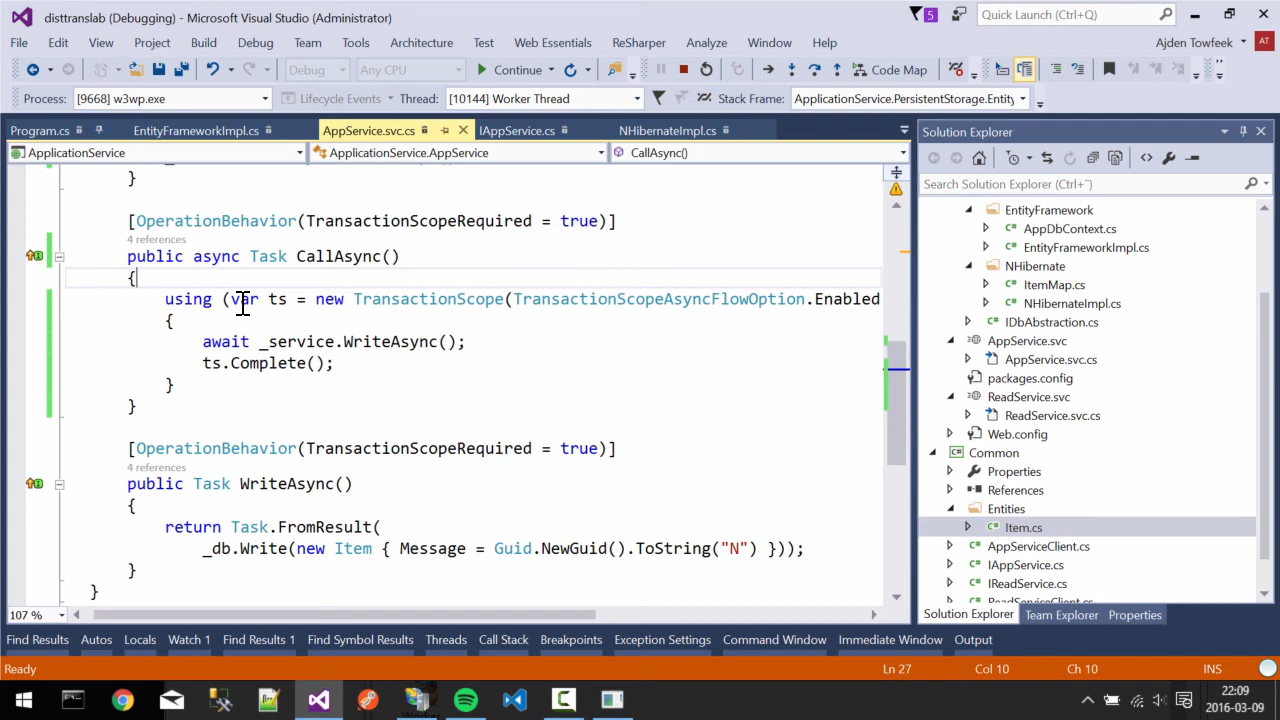 disttranslab (Debugging) - Microsoft Visual Studio (Administrator)
5
Quick Launch (Ctrl+Q)
File Edit View Project Build Debug Team Tools Architecture Test Web Essentials ReSharper Analyze Window Help
Ajdan Towfeek
AT
Debug Any CPU Continue Code Map
Process: [9668] w3wp.exe Lifecycle Events Thread: [10144] Worker Thread Stack Frame: ApplicationService.PersistentStorage.Entity
Program.cs EntityFrameworkImpl.cs AppService.svc.cs IAppService.cs NHibernateImpl.cs
ApplicationService ApplicationService.AppService CallAsync()
}
[OperationBehavior(TransactionScopeRequired = true)]
4 references
public async Task CallAsync()
{
using (var ts = new TransactionScope(TransactionScopeAsyncFlowOption.Enabled
{
await _service.WriteAsync();
ts.Complete();
}
}
[OperationBehavior(TransactionScopeRequired = true)]
4 references
public Task WriteAsync()
{
return Task.FromResult(
_db.Write(new Item { Message = Guid.NewGuid().ToString("N") }));
}
}
107 %
Solution Explorer
Search Solution Explorer (Ctrl+¨)
EntityFramework
C# AppDbContext.cs
C# EntityFrameworkImpl.cs
NHibernate
C# ItemMap.cs
C# NHibernateImpl.cs
C# IDbAbstraction.cs
AppService.svc
AppService.svc.cs
packages.config
ReadService.svc
ReadService.svc.cs
Web.config
C# Common
Properties
References
Entities
C# Item.cs
C# AppServiceClient.cs
C# IAppService.cs
C# IReadService.cs
C# ReadServiceClient.cs
Solution Explorer Team Explorer Properties
Find Results Autos Locals Watch 1 Find Results 1 Find Symbol Results Threads Call Stack Breakpoints Exception Settings Command Window Immediate Window Output
Ready Ln 27 Col 10 Ch 10 INS
22:09
2016-03-09